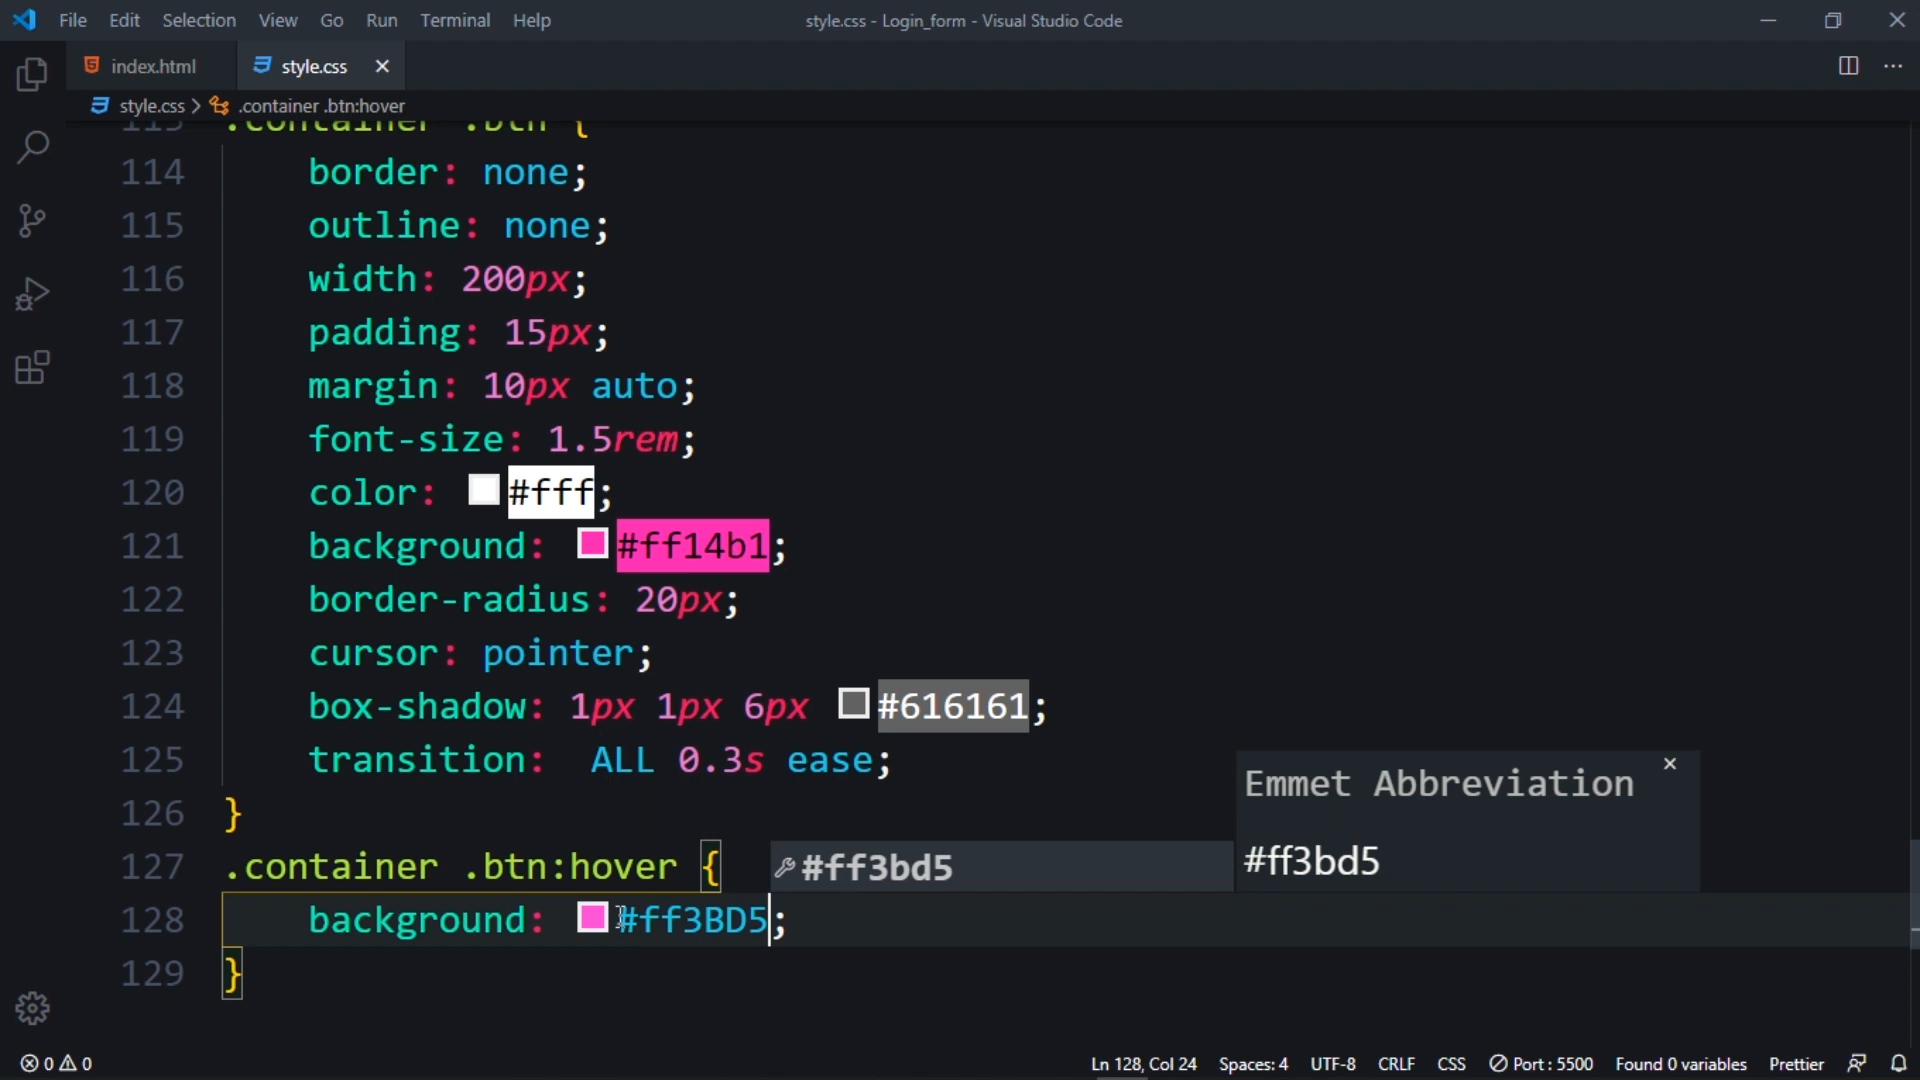 File Edit Selection View Go Run Terminal Help style.css - Login_form - Visual Studio Code
index.html style.css
style.css > .container .btn:hover
113 .container .btn {
114 border: none;
115 outline: none;
116 width: 200px;
117 padding: 15px;
118 margin: 10px auto;
119 font-size: 1.5rem;
120 color: #fff;
121 background: #ff14b1;
122 border-radius: 20px;
123 cursor: pointer;
124 box-shadow: 1px 1px 6px #616161;
125 transition:  ALL 0.3s ease;
126 }
127 .container .btn:hover {
128 background: #ff3BD5;
129 }
#ff3bd5
Emmet Abbreviation
#ff3bd5
0 0 Ln 128, Col 24 Spaces: 4 UTF-8 CRLF CSS Port : 5500 Found 0 variables Prettier